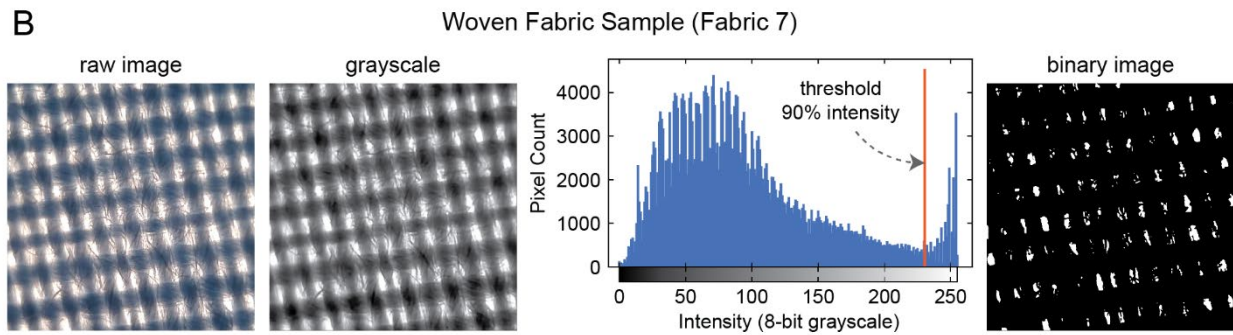 B
Woven Fabric Sample (Fabric 7)
raw image
grayscale
binary image
threshold
90% intensity
Pixel Count
4000
3000
2000
1000
0
0 50 100 150 200 250
Intensity (8-bit grayscale)